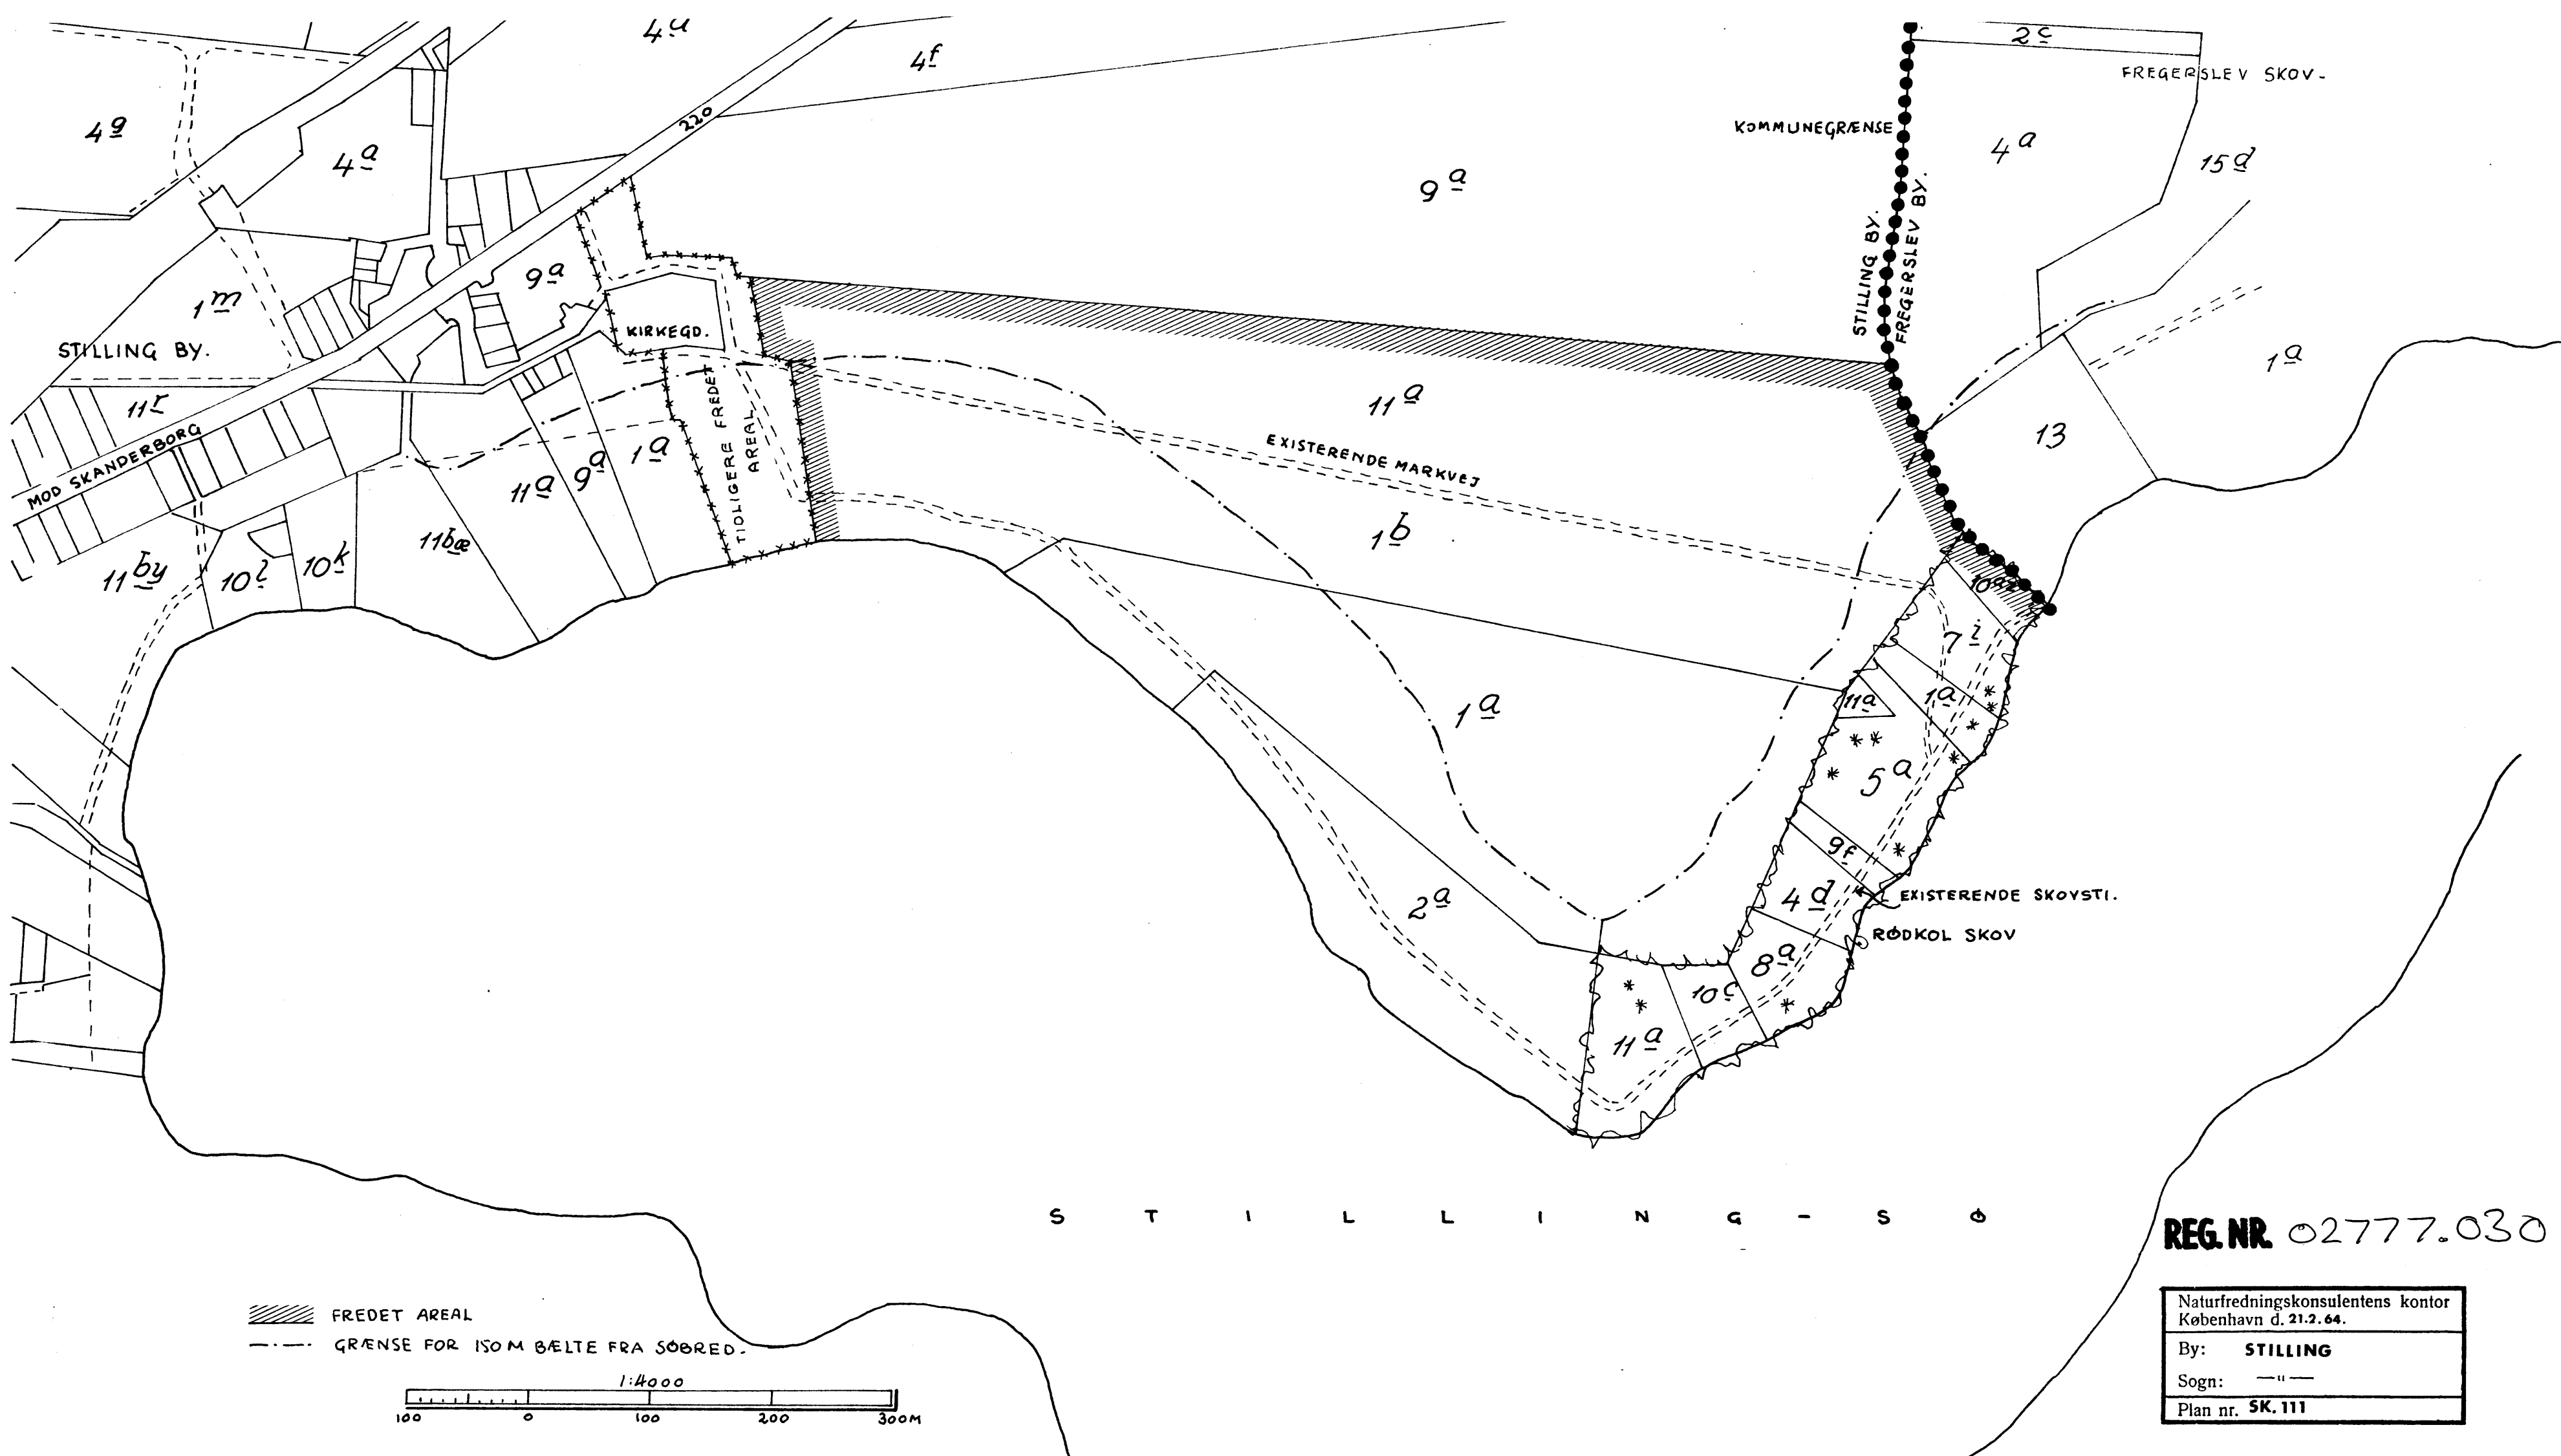 4u
4f
2c
FREGERSLEV SKOV-
4g
4a
220
KOMMUNEGRÆNSE
4a
15d
9a
STILLING BY.
FREGERSLEV BY.
1m
9a
KIRKEGD.
STILLING BY.
1a
11r
MOD SKANDERBORG
11a
13
TIDLIGERE FREDET
AREAL
EXISTERENDE MARKVEJ
11a
9a
1a
1b
11by
10l
10k
11bæ
7i
11a
1a
1a
5a
2a
9f
4d
EXISTERENDE SKOVSTI.
RØDKOL SKOV
8a
10c
11a
STILLING-SØ
REG. NR. 02777.030
FREDET AREAL
GRÆNSE FOR 150 M BÆLTE FRA SØBRED.
1:4000
100 0 100 200 300M
Naturfredningskonsulentens kontor
København d. 21.2.64.
By: STILLING
Sogn: —"—
Plan nr. SK. 111